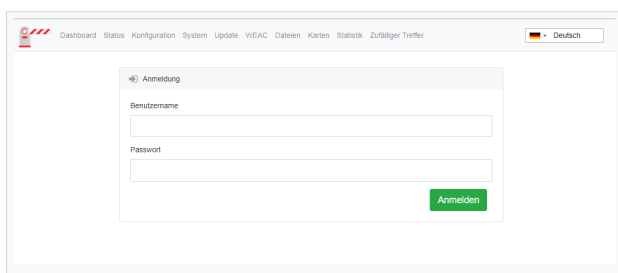 Dashboard Status Konfiguration System Update WEAC Dateien Karten Statistik Zufälliger Treffer Deutsch
Anmeldung
Benutzername
Passwort
Anmelden